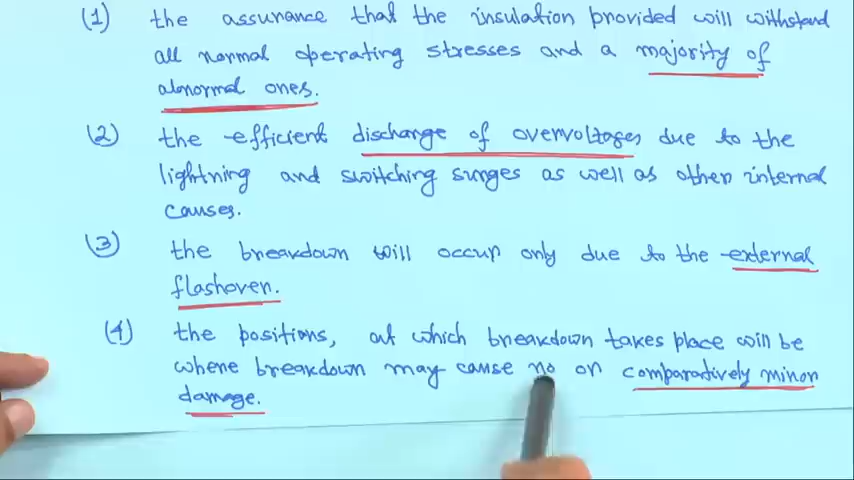 (1) the assurance that the insulation provided will withstand
all normal operating stresses and a majority of
abnormal ones.
(2) the efficient discharge of overvoltages due to the
lightning and switching surges as well as other internal
causes.
(3) the breakdown will occur only due to the external
flashover.
(4) the positions, at which breakdown takes place will be
where breakdown may cause no or comparatively minor
damage.